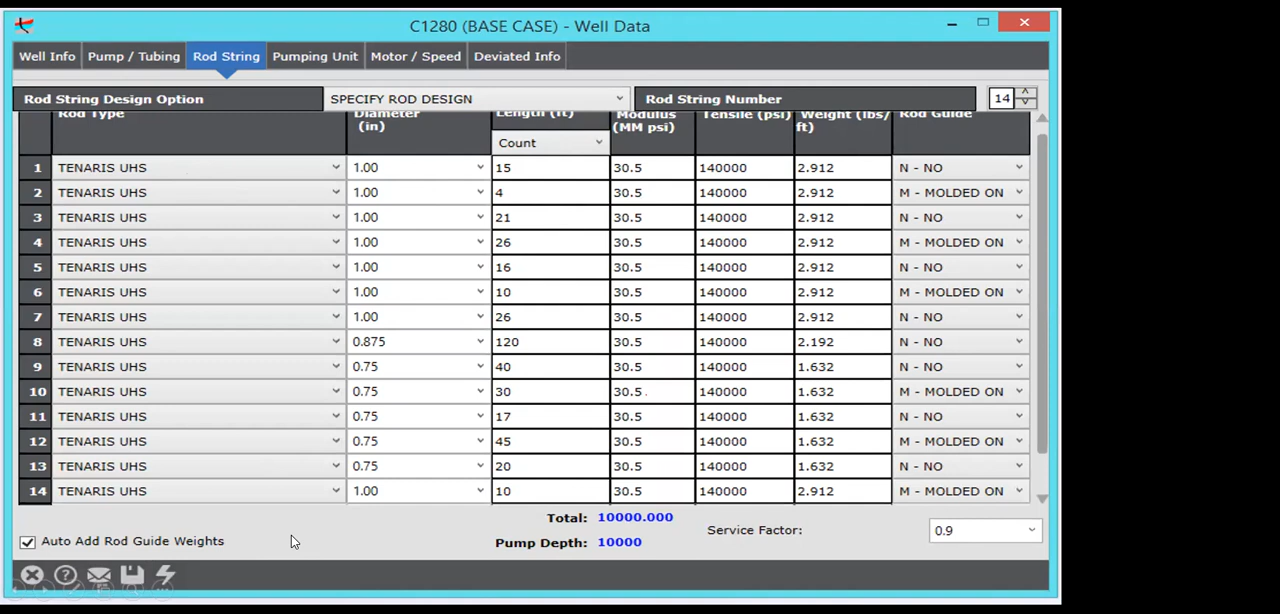 C1280 (BASE CASE) - Well Data
Well Info Pump / Tubing Rod String Pumping Unit Motor / Speed Deviated Info
Rod String Design Option SPECIFY ROD DESIGN Rod String Number 14
Rod Type Diameter (in) Length (ft) Modulus (MM psi) Tensile (psi) Weight (lbs/ft) Rod Guide
Count
1 TENARIS UHS 1.00 15 30.5 140000 2.912 N - NO
2 TENARIS UHS 1.00 4 30.5 140000 2.912 M - MOLDED ON
3 TENARIS UHS 1.00 21 30.5 140000 2.912 N - NO
4 TENARIS UHS 1.00 26 30.5 140000 2.912 M - MOLDED ON
5 TENARIS UHS 1.00 16 30.5 140000 2.912 N - NO
6 TENARIS UHS 1.00 10 30.5 140000 2.912 M - MOLDED ON
7 TENARIS UHS 1.00 26 30.5 140000 2.912 N - NO
8 TENARIS UHS 0.875 120 30.5 140000 2.192 N - NO
9 TENARIS UHS 0.75 40 30.5 140000 1.632 N - NO
10 TENARIS UHS 0.75 30 30.5 140000 1.632 M - MOLDED ON
11 TENARIS UHS 0.75 17 30.5 140000 1.632 N - NO
12 TENARIS UHS 0.75 45 30.5 140000 1.632 M - MOLDED ON
13 TENARIS UHS 0.75 20 30.5 140000 1.632 N - NO
14 TENARIS UHS 1.00 10 30.5 140000 2.912 M - MOLDED ON
Total: 10000.000
Service Factor: 0.9
Auto Add Rod Guide Weights
Pump Depth: 10000